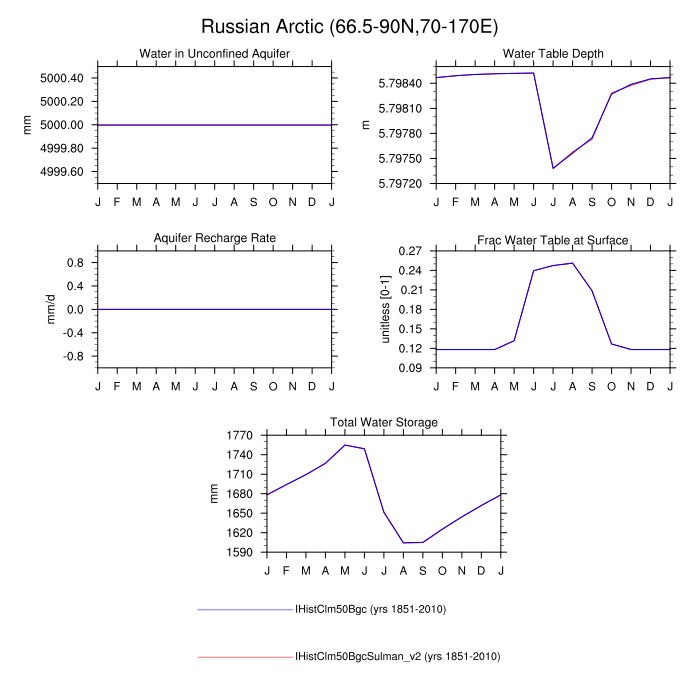 Russian Arctic (66.5-90N,70-170E)
Water in Unconfined Aquifer
5000.40
5000.20
5000.00
4999.80
4999.60
mm
J F M A M J J A S O N D J
Water Table Depth
5.79840
5.79810
5.79780
5.79750
5.79720
m
J F M A M J J A S O N D J
Aquifer Recharge Rate
0.8
0.4
0.0
-0.4
-0.8
mm/d
J F M A M J J A S O N D J
Frac Water Table at Surface
0.27
0.24
0.21
0.18
0.15
0.12
0.09
unitless [0-1]
J F M A M J J A S O N D J
Total Water Storage
1770
1740
1710
1680
1650
1620
1590
mm
J F M A M J J A S O N D J
IHistClm50Bgc (yrs 1851-2010)
IHistClm50BgcSulman_v2 (yrs 1851-2010)